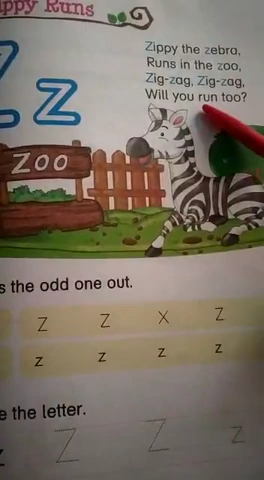 ippy Runs
Z z
Zippy the zebra,
Runs in the zoo,
Zig-zag, Zig-zag,
Will you run too?
ZOO
s the odd one out.
Z Z X Z
z z z z
e the letter.
Z Z z